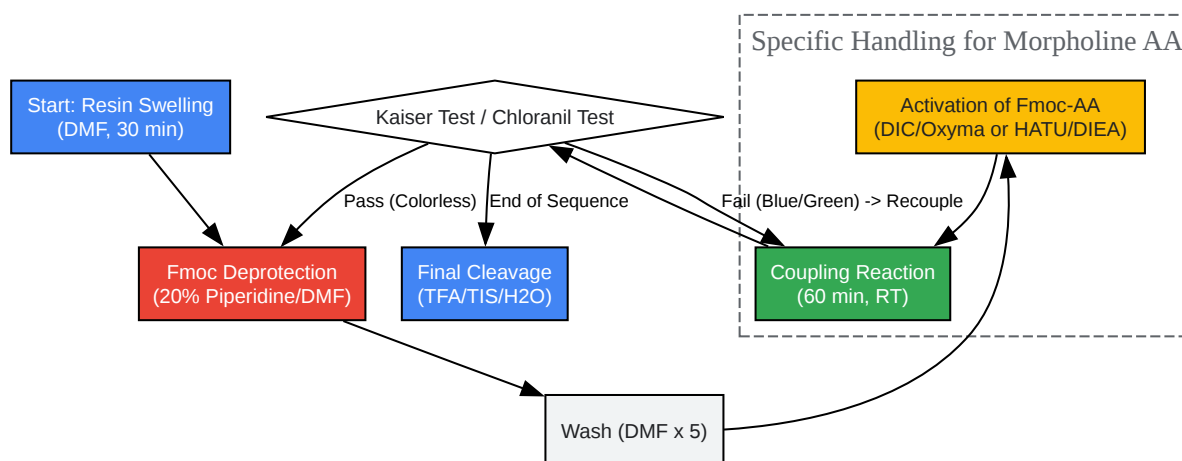 Specific Handling for Morpholine AA
Start: Resin Swelling
(DMF, 30 min)
Kaiser Test / Chloranil Test
Activation of Fmoc-AA
(DIC/Oxyma or HATU/DIEA)
Pass (Colorless)
End of Sequence
Fail (Blue/Green) -> Recouple
Fmoc Deprotection
(20% Piperidine/DMF)
Final Cleavage
(TFA/TIS/H2O)
Coupling Reaction
(60 min, RT)
Wash (DMF x 5)